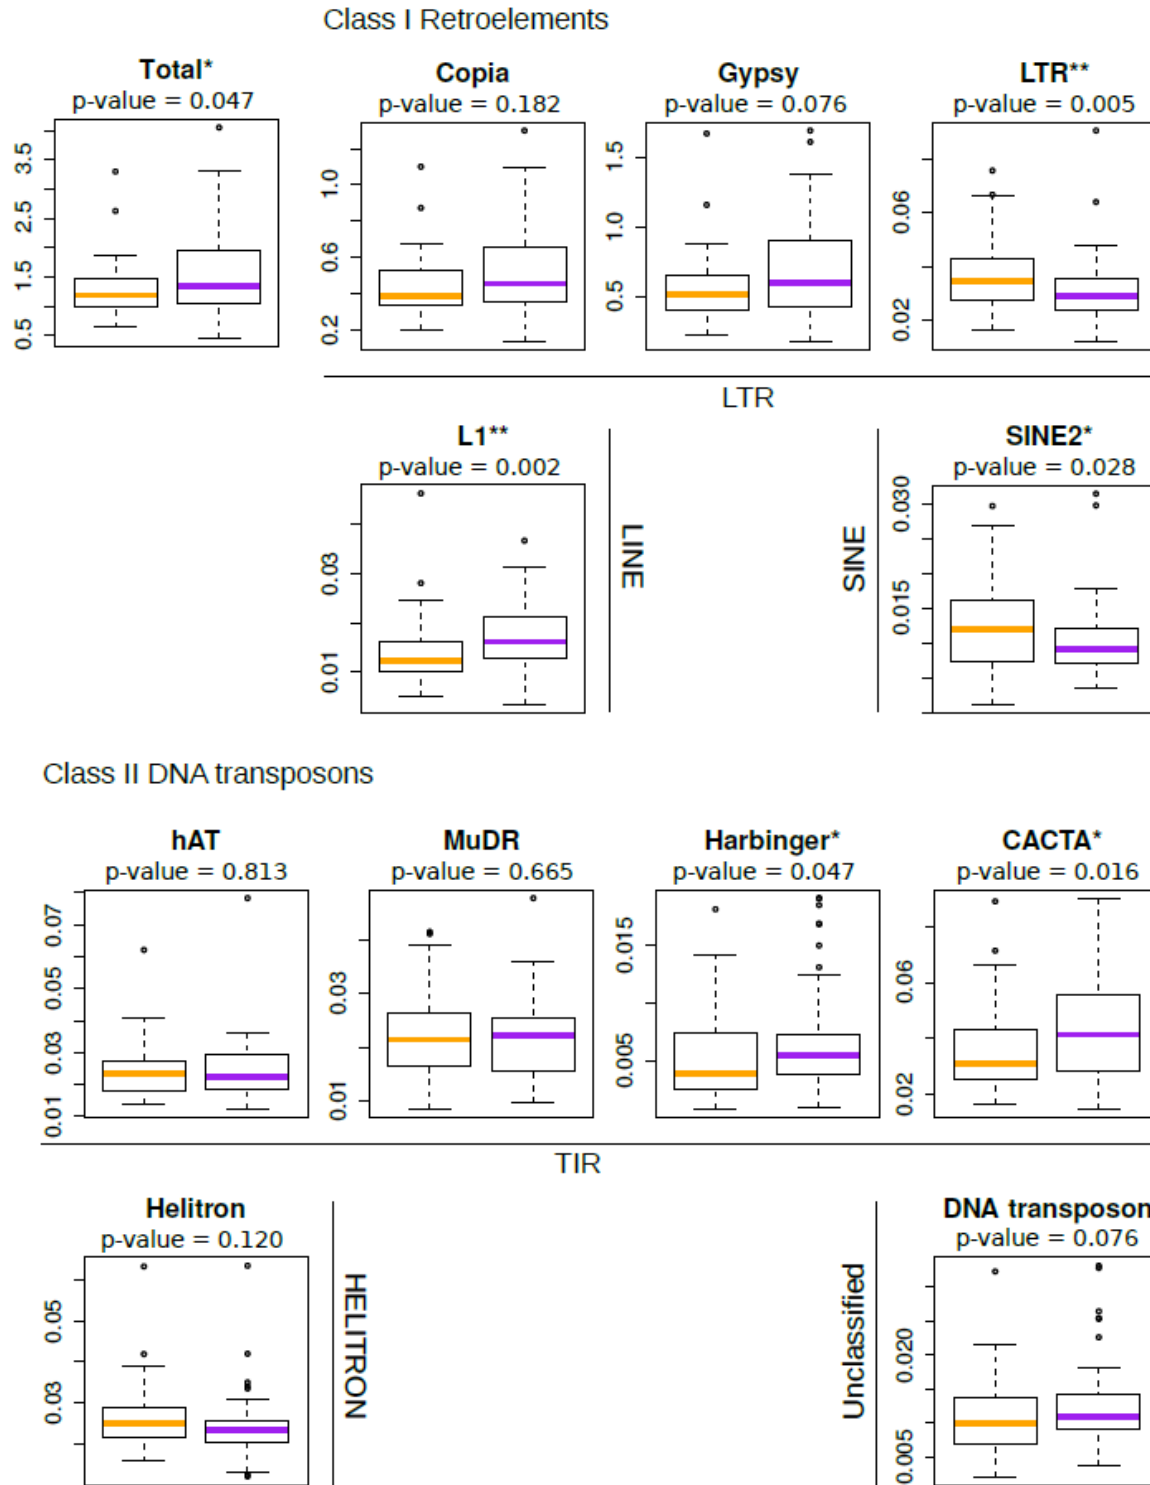 Class I Retroelements
Total*
p-value = 0.047
0.5 1.5 2.5 3.5
Copia
p-value = 0.182
0.2 0.6 1.0
Gypsy
p-value = 0.076
0.5 1.0 1.5
LTR**
p-value = 0.005
0.02 0.06
LTR
L1**
p-value = 0.002
0.01 0.03
LINE
SINE
SINE2*
p-value = 0.028
0.015 0.030
Class II DNA transposons
hAT
p-value = 0.813
0.01 0.03 0.05 0.07
MuDR
p-value = 0.665
0.01 0.03
Harbinger*
p-value = 0.047
0.005 0.015
CACTA*
p-value = 0.016
0.02 0.06
TIR
Helitron
p-value = 0.120
0.03 0.05
HELITRON
Unclassified
DNA transposon
p-value = 0.076
0.005 0.020